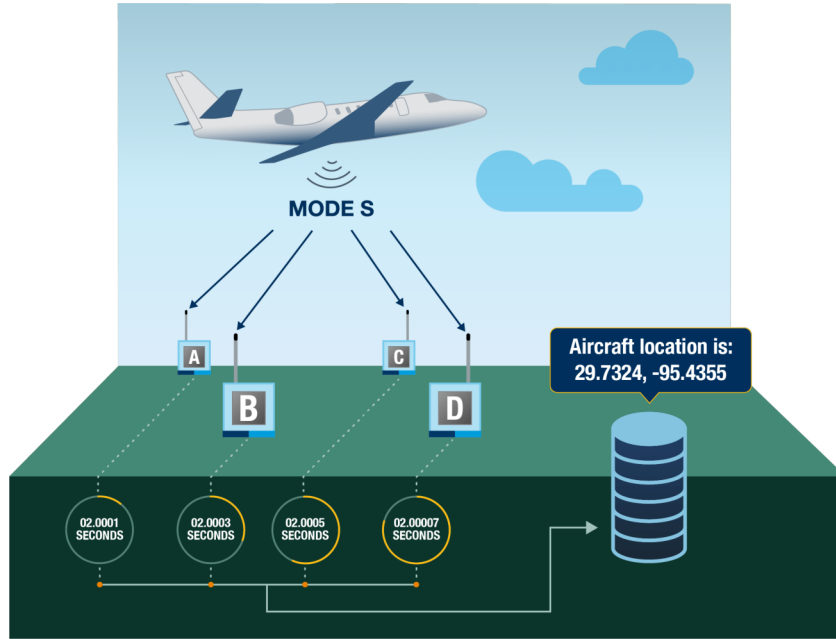 MODE S
A
C
B
D
Aircraft location is:
29.7324, -95.4355
02.0001
SECONDS
02.0003
SECONDS
02.0005
SECONDS
02.00007
SECONDS